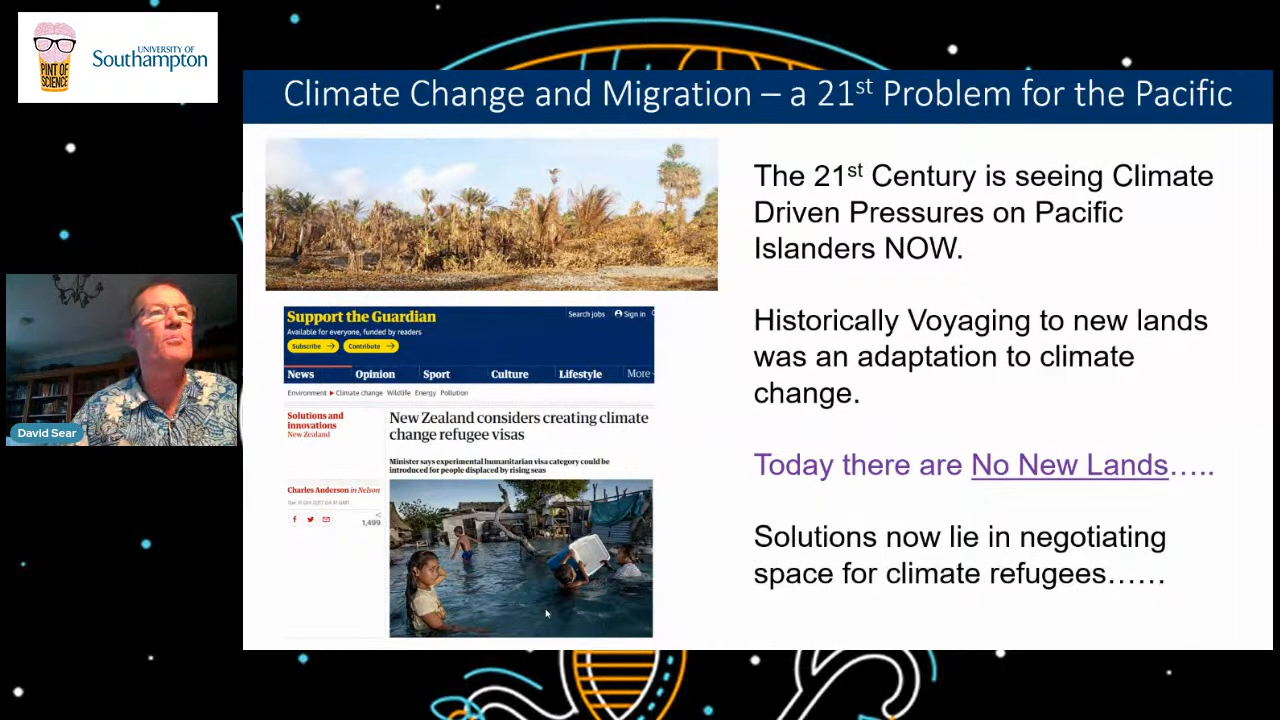 PINT OF
SCIENCE
UNIVERSITY OF
Southampton
Climate Change and Migration – a 21st Problem for the Pacific
The 21st Century is seeing Climate
Driven Pressures on Pacific
Islanders NOW.
Historically Voyaging to new lands
was an adaptation to climate
change.
Today there are No New Lands.....
Solutions now lie in negotiating
space for climate refugees......
Support the Guardian
Available for everyone, funded by readers
Subscribe → Contribute →
Search jobs Sign in
News Opinion Sport Culture Lifestyle More
Environment Climate change Wildlife Energy Pollution
Solutions and
innovations
New Zealand
New Zealand considers creating climate
change refugee visas
Minister says experimental humanitarian visa category could be
introduced for people displaced by rising seas
Charles Anderson in Nelson
1,499
David Sear